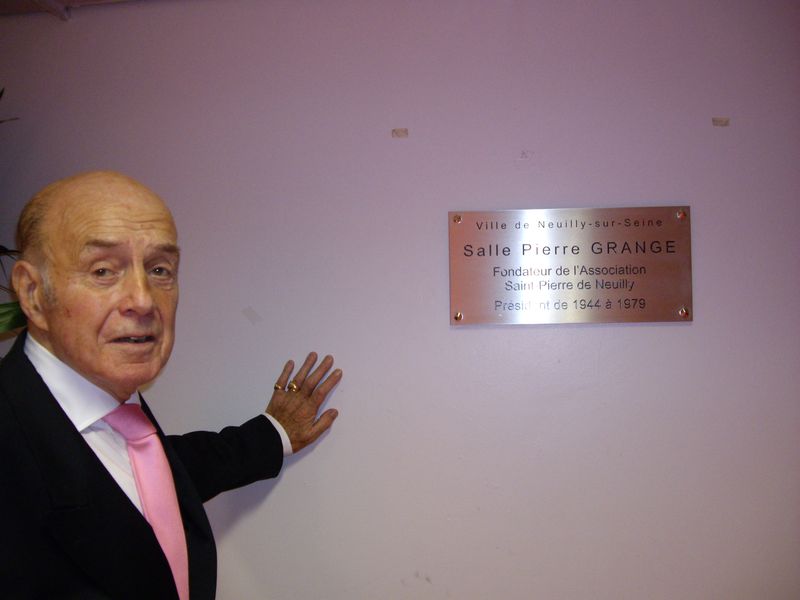 Ville de Neuilly-sur-Seine
Salle Pierre GRANGE
Fondateur de l'Association
Saint-Pierre de Neuilly
Président de 1944 à 1979